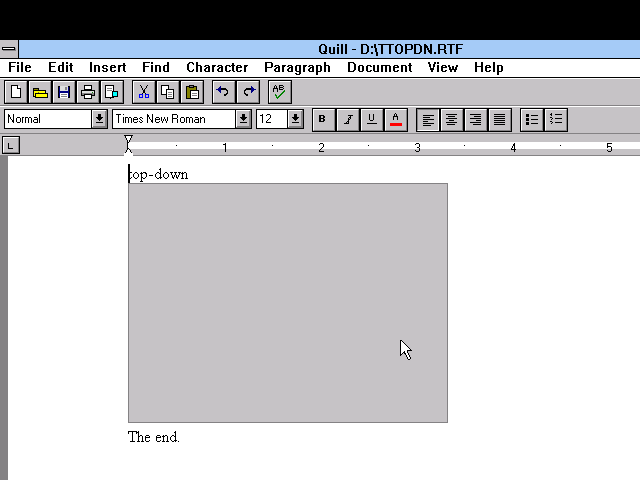 Quill - D:\TTOPDN.RTF
File Edit Insert Find Character Paragraph Document View Help
AB
Normal Times New Roman 12 B I U A
L 1 2 3 4 5
top-down
The end.